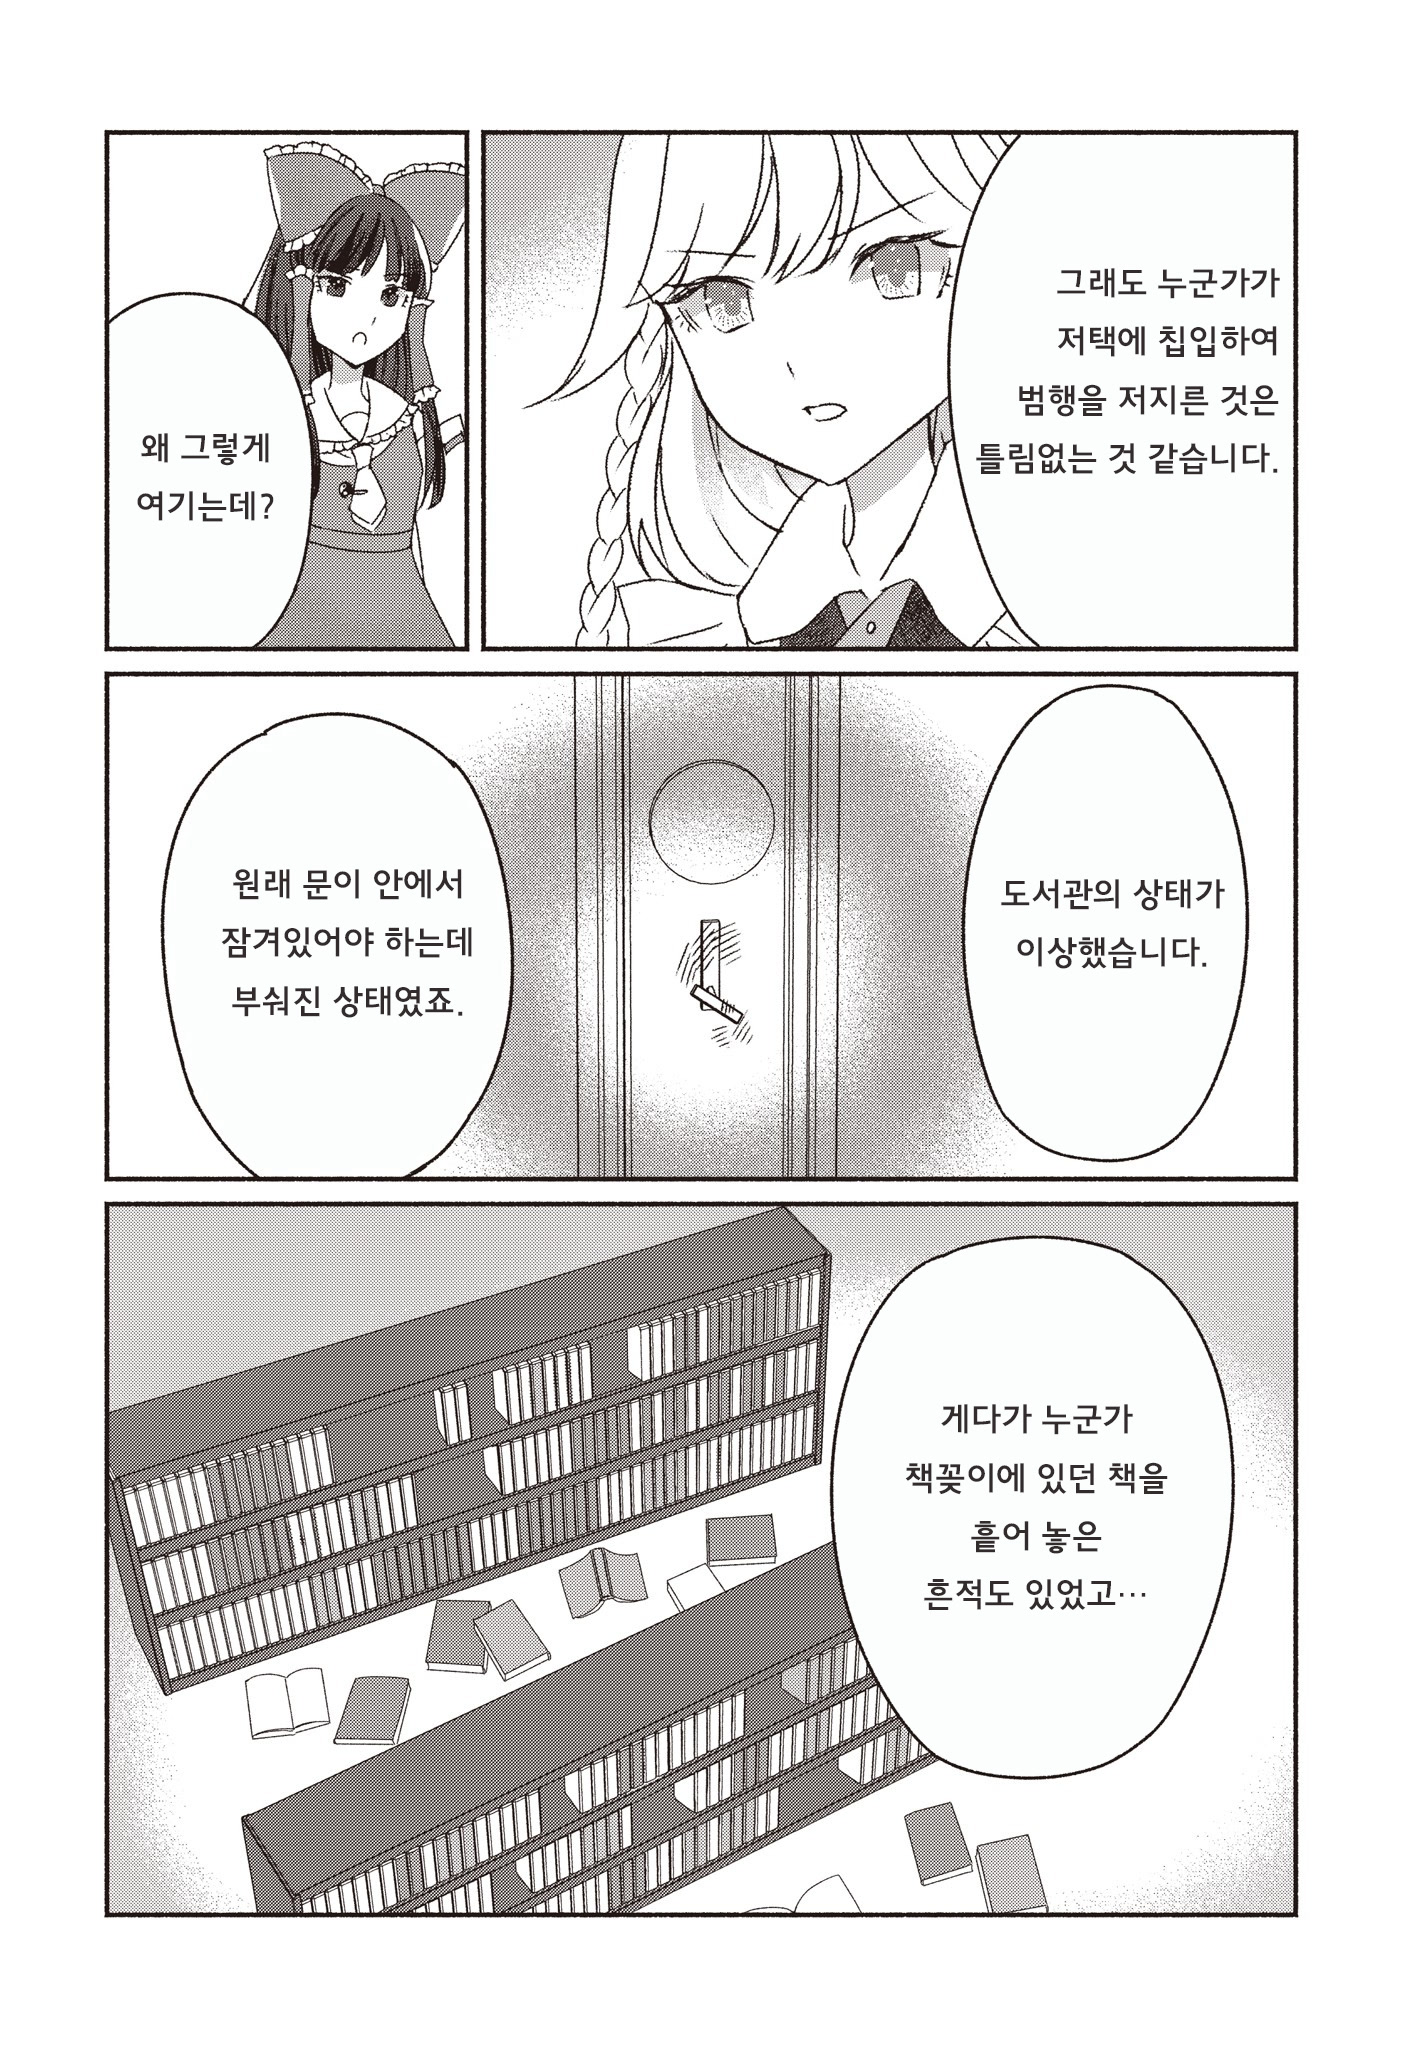 그래도 누군가가
저택에 칩입하여
범행을 저지른 것은
틀림없는 것 같습니다.
왜 그렇게
여기는데?
도서관의 상태가
이상했습니다.
원래 문이 안에서
잠겨있어야 하는데
부숴진 상태였죠.
게다가 누군가
책꽂이에 있던 책을
흩어 놓은
흔적도 있었고…